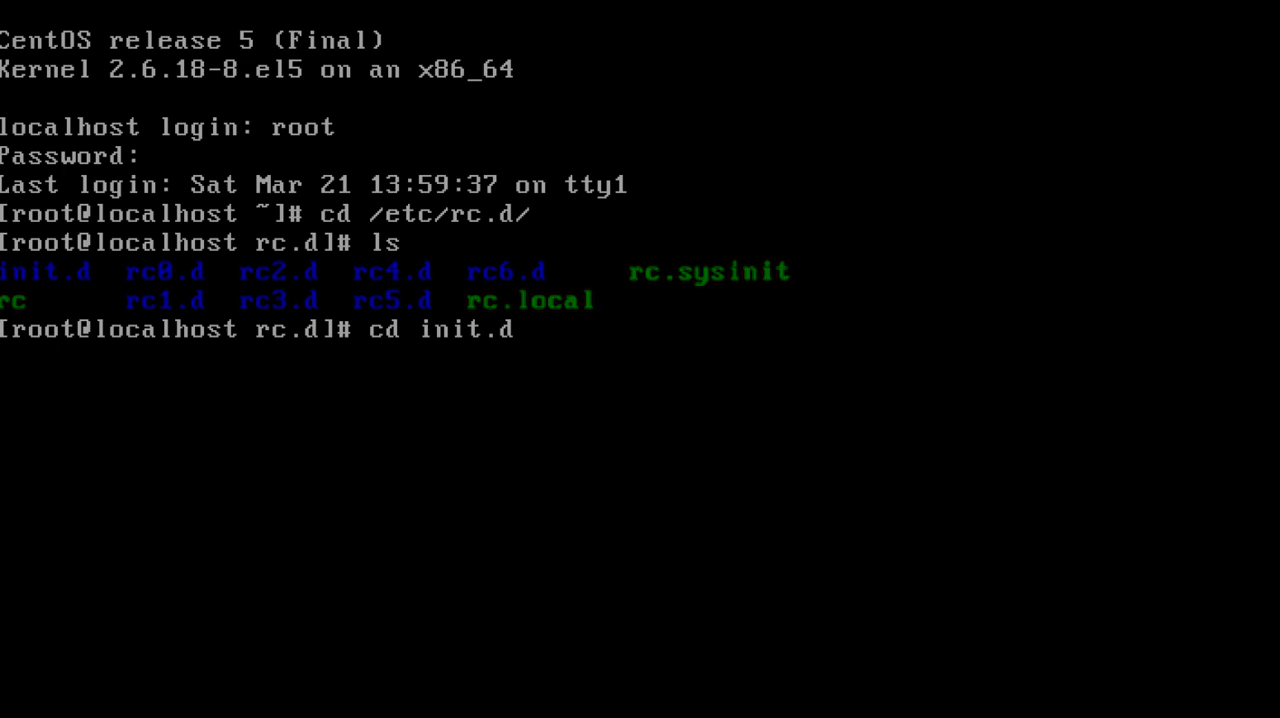 CentOS release 5 (Final)
Kernel 2.6.18-8.el5 on an x86_64
localhost login: root
Password:
Last login: Sat Mar 21 13:59:37 on tty1
[root@localhost ~]# cd /etc/rc.d/
[root@localhost rc.d]# ls
init.d rc0.d rc2.d rc4.d rc6.d rc.sysinit
rc rc1.d rc3.d rc5.d rc.local
[root@localhost rc.d]# cd init.d